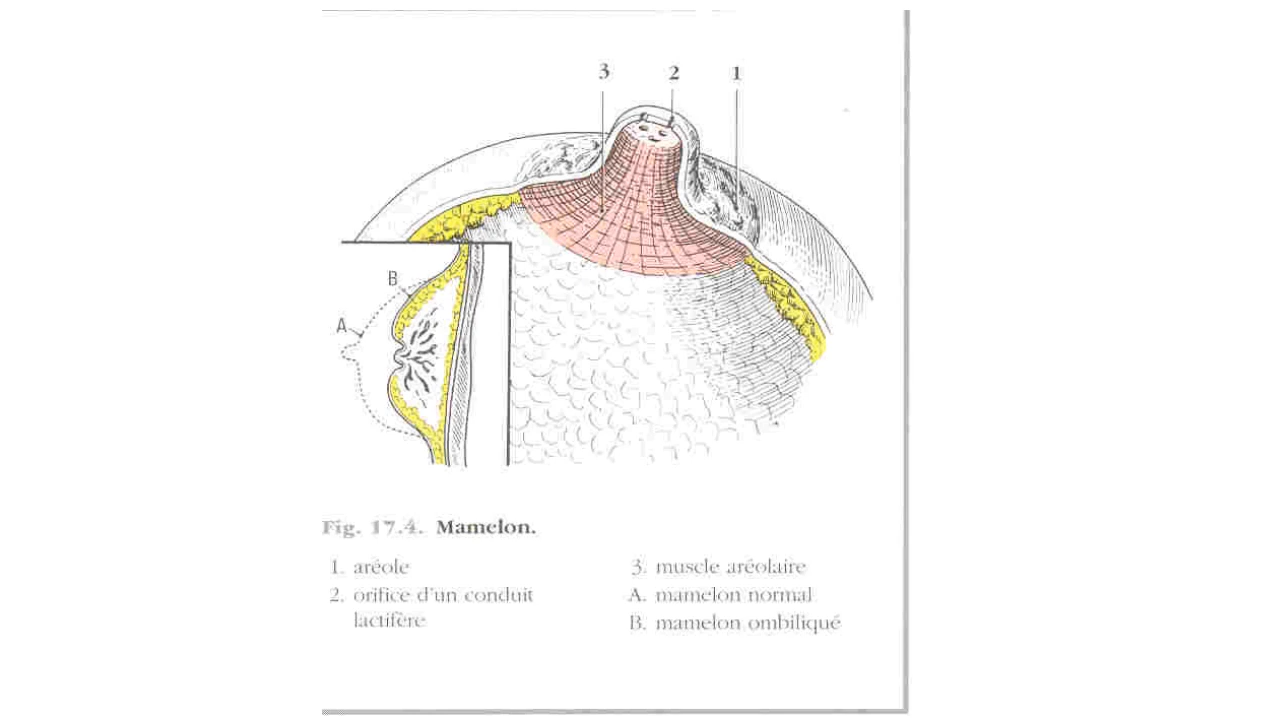 3 2 1
B
A
Fig. 17.4. Mamelon.
1. aréole
2. orifice d'un conduit
lactifère
3. muscle aréolaire
A. mamelon normal
B. mamelon ombiliqué